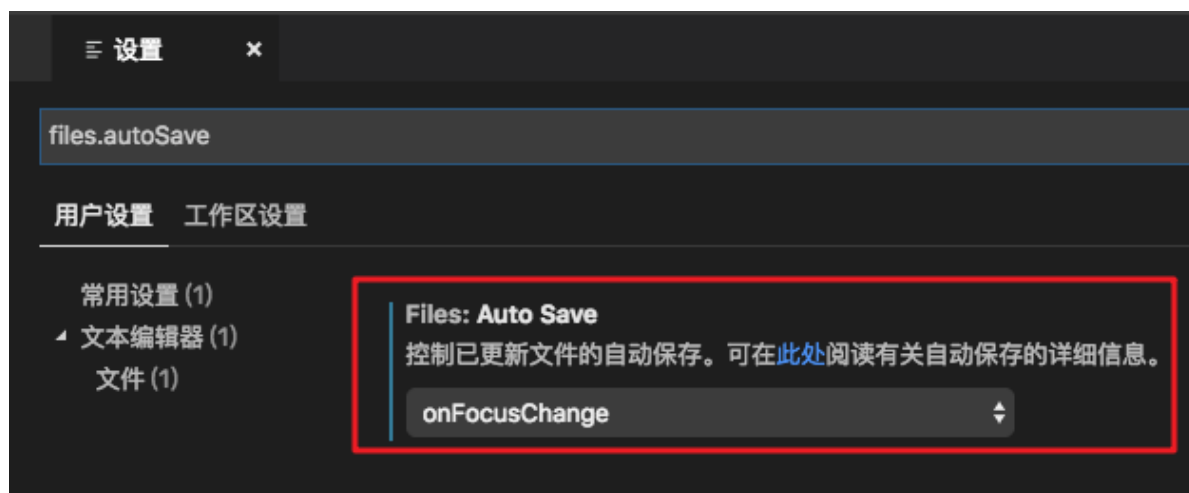 设置
files.autoSave
用户设置 工作区设置
常用设置 (1)
文本编辑器 (1)
文件 (1)
Files: Auto Save
控制已更新文件的自动保存。可在此处阅读有关自动保存的详细信息。
onFocusChange